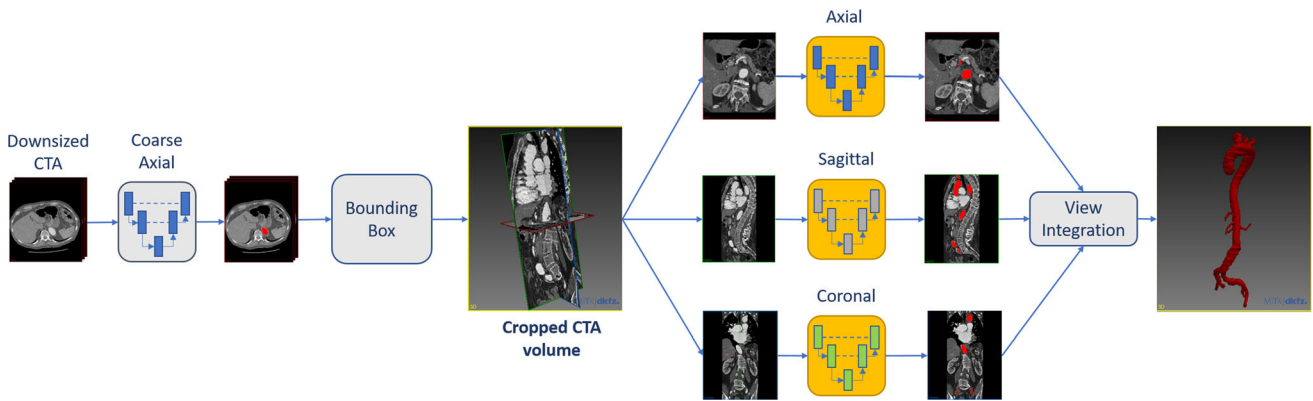 Downsized
CTA
Coarse
Axial
Bounding
Box
Cropped CTA
volume
Axial
Sagittal
Coronal
View
Integration